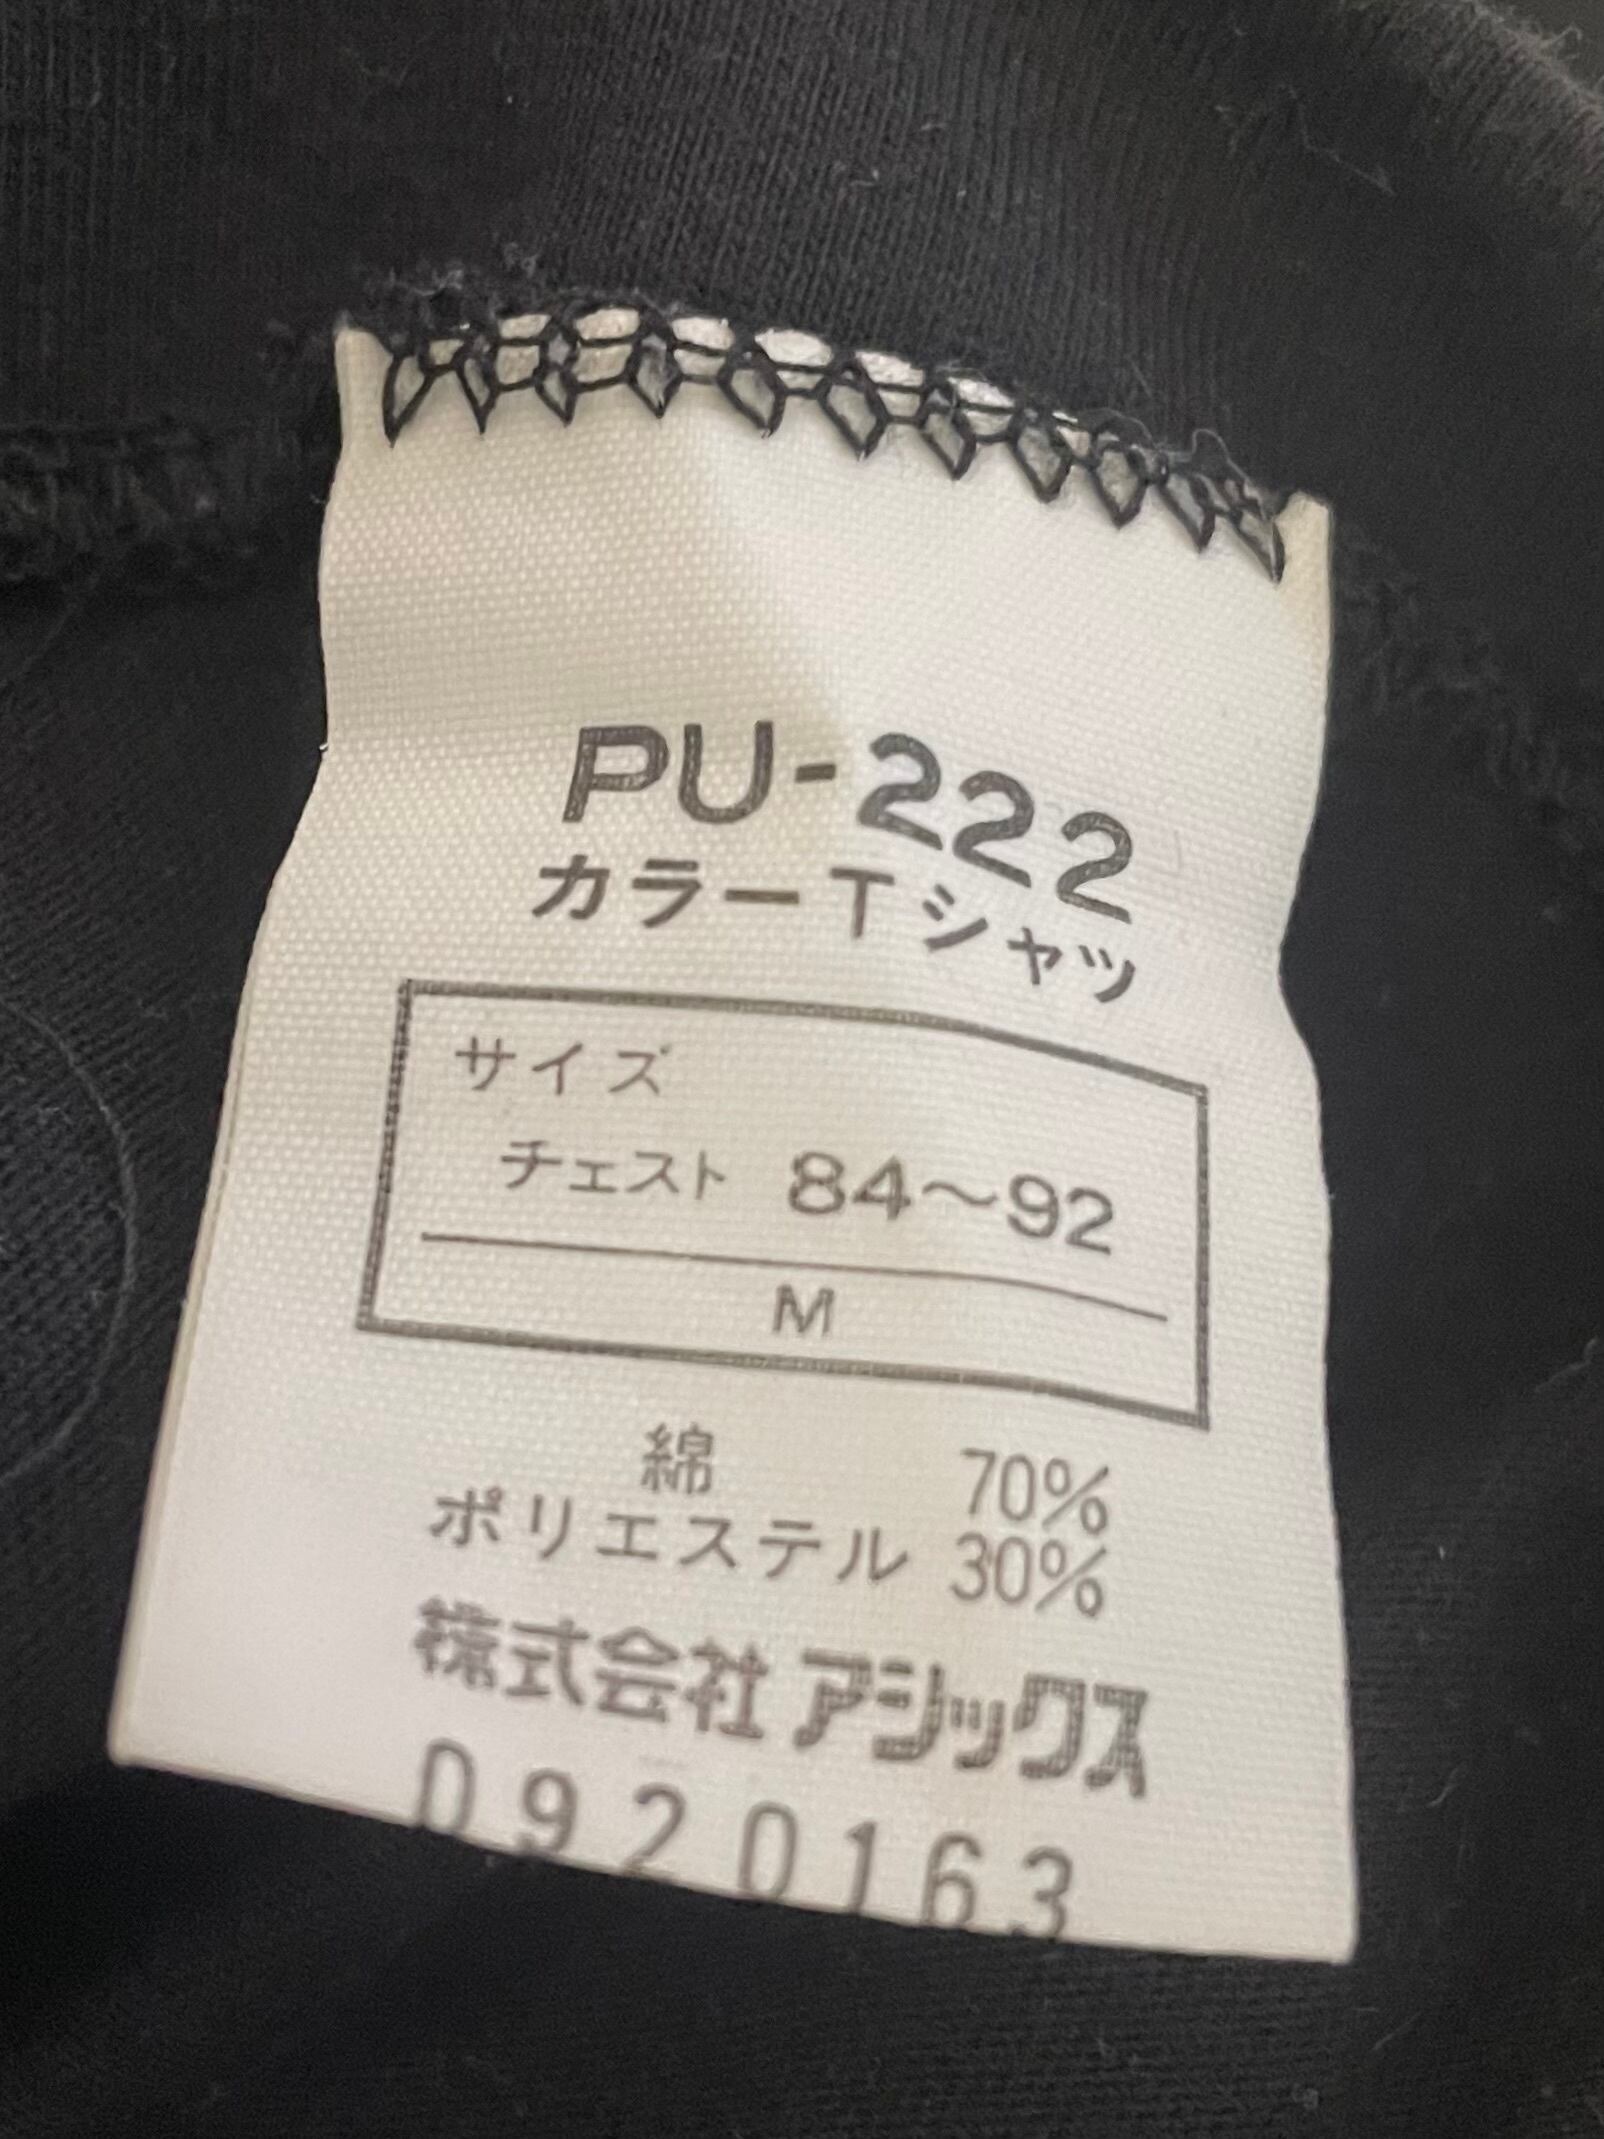 PU-222
カラーTシャツ
サイズ
チェスト 84〜92
M
綿 70%
ポリエステル 30%
株式会社 アシックス
0920163